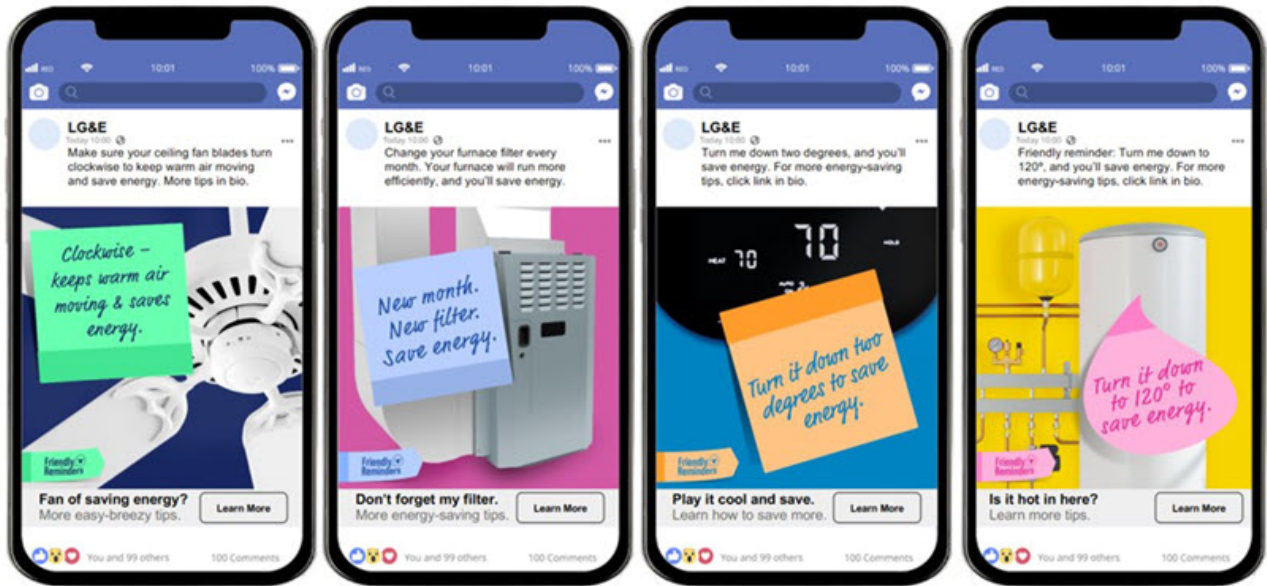 RED 10:01 100%
LG&E
Today 10:00
Make sure your ceiling fan blades turn
clockwise to keep warm air moving
and save energy. More tips in bio.
Clockwise –
keeps warm air
moving & saves
energy.
Friendly
Reminders
Fan of saving energy?
More easy-breezy tips.
Learn More
You and 99 others
100 Comments
RED 10:01 100%
LG&E
Today 10:00
Change your furnace filter every
month. Your furnace will run more
efficiently, and you'll save energy.
New month.
New filter.
Save energy.
Friendly
Reminders
Don't forget my filter.
More energy-saving tips.
Learn More
You and 99 others
100 Comments
RED 10:01 100%
LG&E
Today 10:00
Turn me down two degrees, and you'll
save energy. For more energy-saving
tips, click link in bio.
70
HEAT 70
HOLD
Turn it down two
degrees to save
energy.
Friendly
Reminders
Play it cool and save.
Learn how to save more.
Learn More
You and 99 others
100 Comments
RED 10:01 100%
LG&E
Today 10:00
Friendly reminder: Turn me down to
120º, and you'll save energy. For more
energy-saving tips, click link in bio.
Turn it down
to 120º to
save energy.
Friendly
Reminders
Is it hot in here?
Learn more tips.
Learn More
You and 99 others
100 Comments